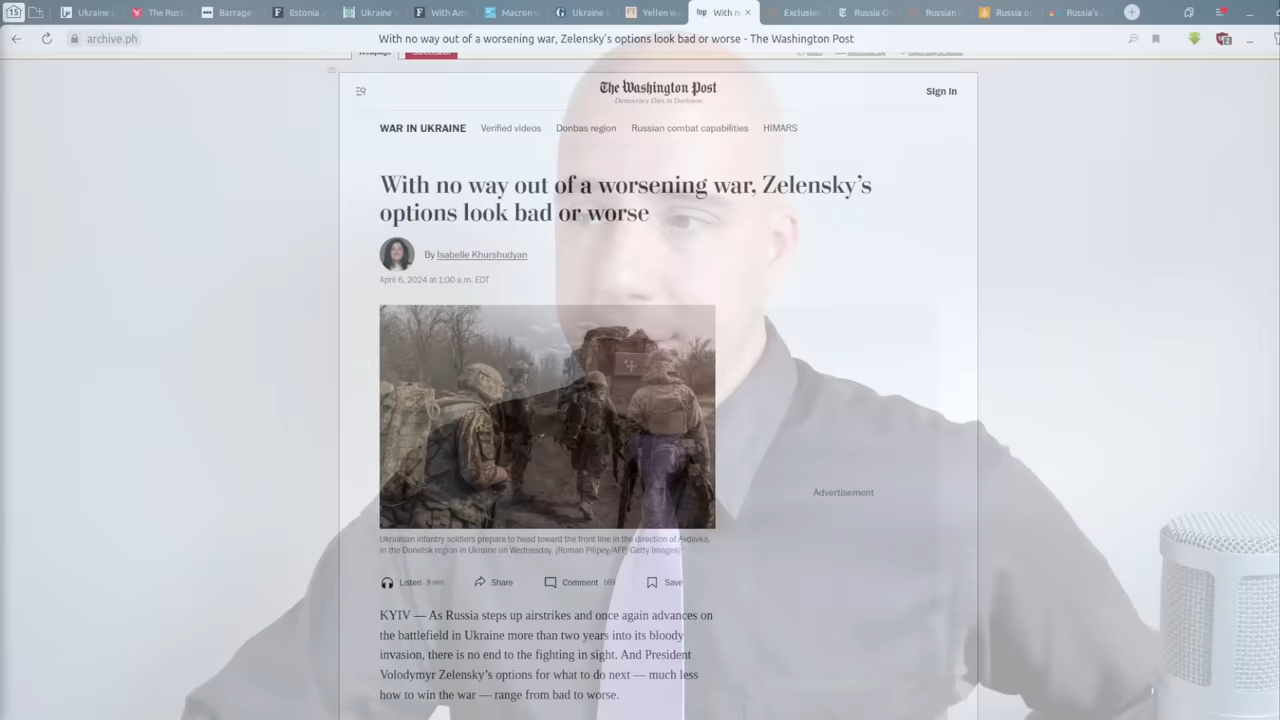 15
Ukraine i
The Russ
Barrage
Estonia
Ukraine's
With Am
Macron
Ukraine
Yellen w
With n
Exclusive
Russia O
Russian
Russia o
Russia's
archive.ph
With no way out of a worsening war, Zelensky's options look bad or worse - The Washington Post
2
The Washington Post
Democracy Dies in Darkness
Sign in
WAR IN UKRAINE Verified videos Donbas region Russian combat capabilities HIMARS
With no way out of a worsening war, Zelensky's
options look bad or worse
By Isabelle Khurshudyan
April 6, 2024 at 1:00 a.m. EDT
Advertisement
Ukrainian infantry soldiers prepare to head toward the front line in the direction of Avdiivka,
in the Donetsk region in Ukraine on Wednesday. (Roman Pilipey/AFP, Getty Images)
Listen 8 min Share Comment Save
KYIV — As Russia steps up airstrikes and once again advances on
the battlefield in Ukraine more than two years into its bloody
invasion, there is no end to the fighting in sight. And President
Volodymyr Zelensky's options for what to do next — much less
how to win the war — range from bad to worse.